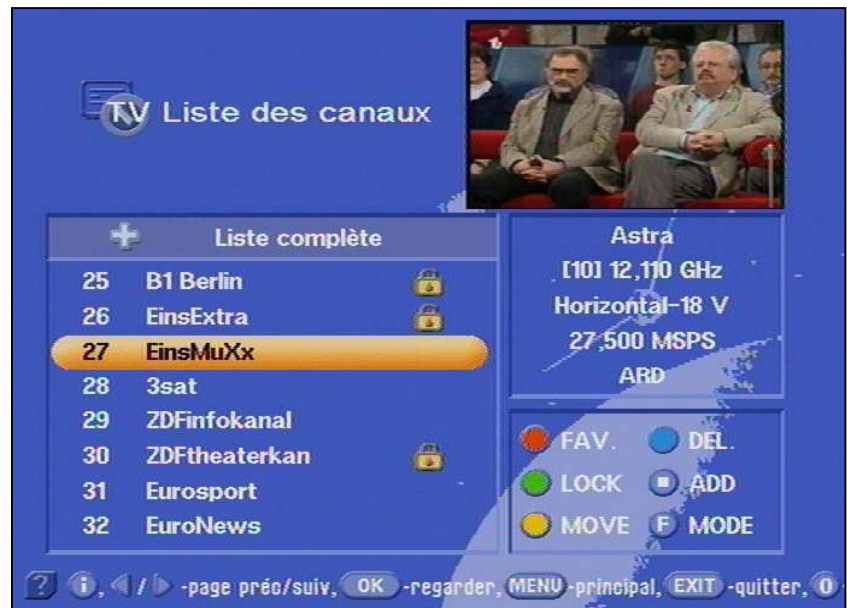 TV Liste des canaux
Liste complète
25 B1 Berlin
26 EinsExtra
27 EinsMuXx
28 3sat
29 ZDFinfokanal
30 ZDFtheaterkan
31 Eurosport
32 EuroNews
Astra
[10] 12,110 GHz
Horizontal-18 V
27,500 MSPS
ARD
FAV. DEL.
LOCK ADD
MOVE F MODE
? i, / -page préc/suiv, OK -regarder, MENU -principal, EXIT -quitter, 0